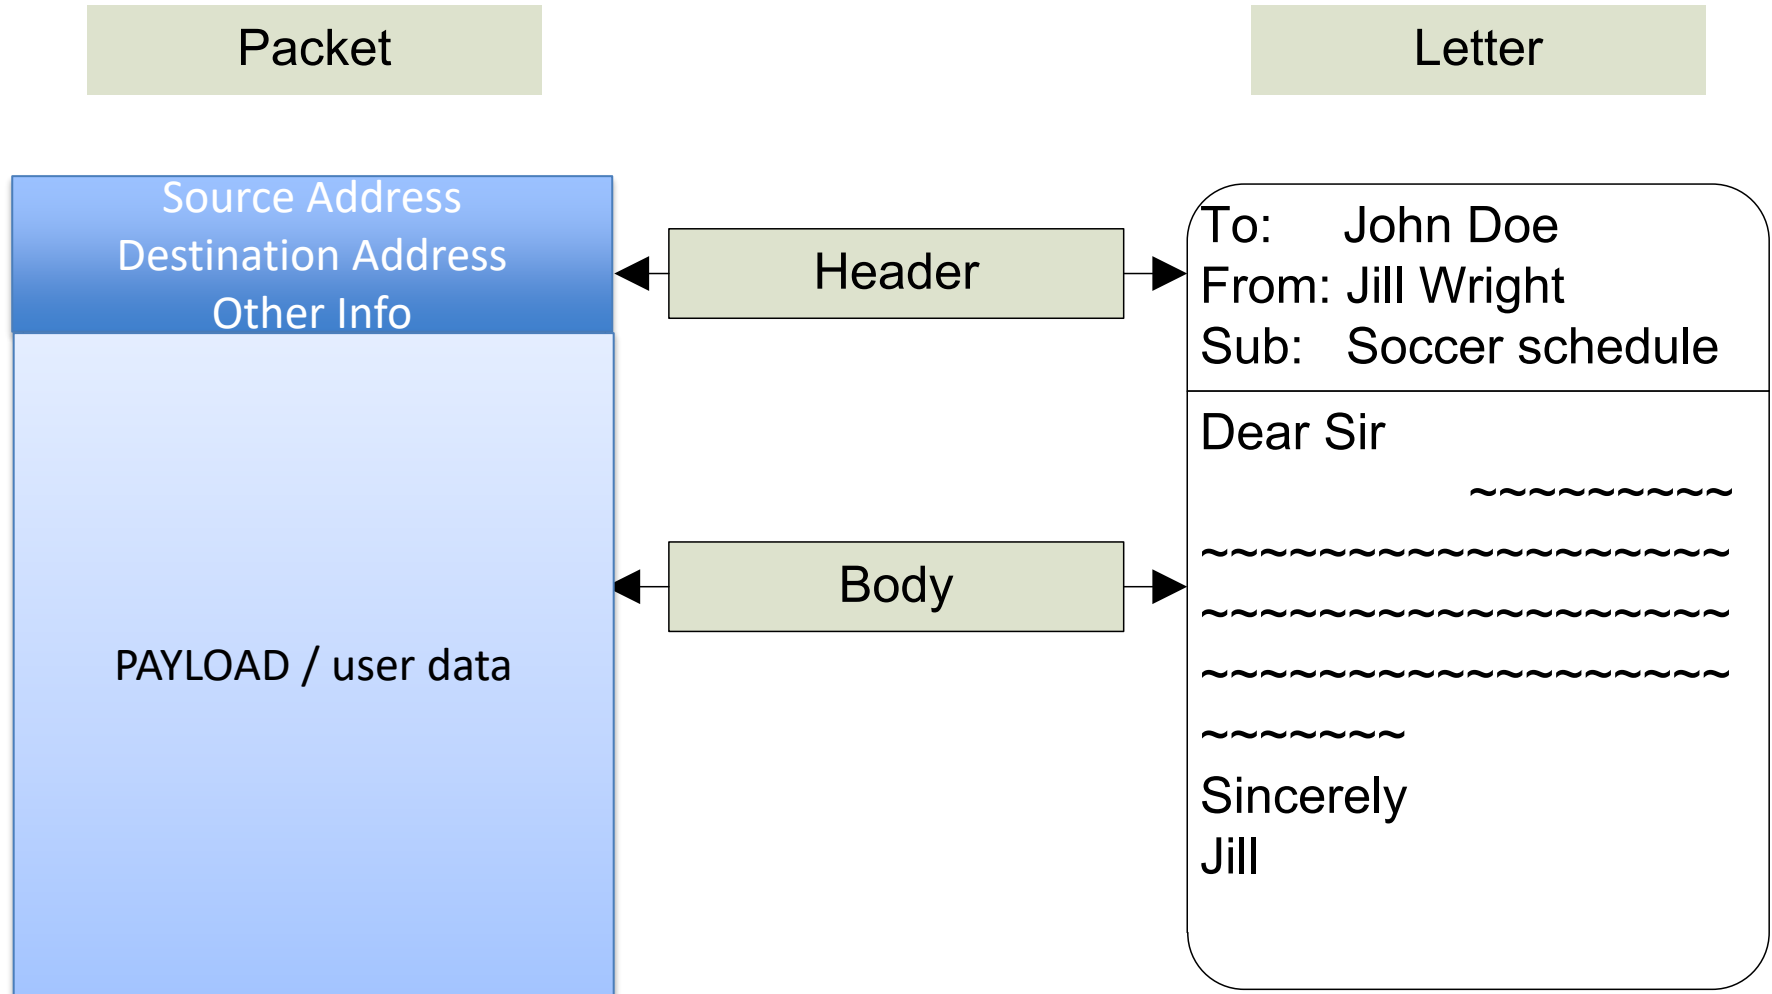 Packet
Letter
Source Address
Destination Address
Other Info
Header
To: John Doe
From: Jill Wright
Sub: Soccer schedule
PAYLOAD / user data
Body
Dear Sir
~~~~~~~~~
~~~~~~~~~~~~~~~~~~
~~~~~~~~~~~~~~~~~~
~~~~~~~~~~~~~~~~~~
~~~~~~~
Sincerely
Jill